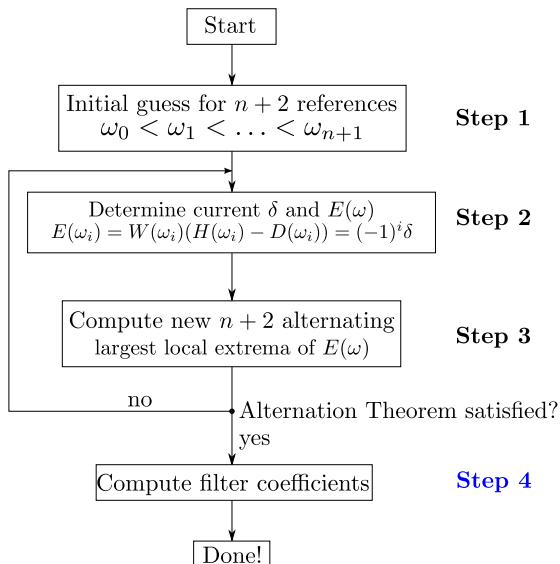 Start
Initial guess for n + 2 references
ω₀ < ω₁ < … < ωₙ₊₁
Step 1
Determine current δ and E(ω)
E(ωᵢ) = W(ωᵢ)(H(ωᵢ) − D(ωᵢ)) = (−1)ⁱδ
Step 2
Compute new n + 2 alternating
largest local extrema of E(ω)
Step 3
no
Alternation Theorem satisfied?
yes
Compute filter coefficients
Step 4
Done!